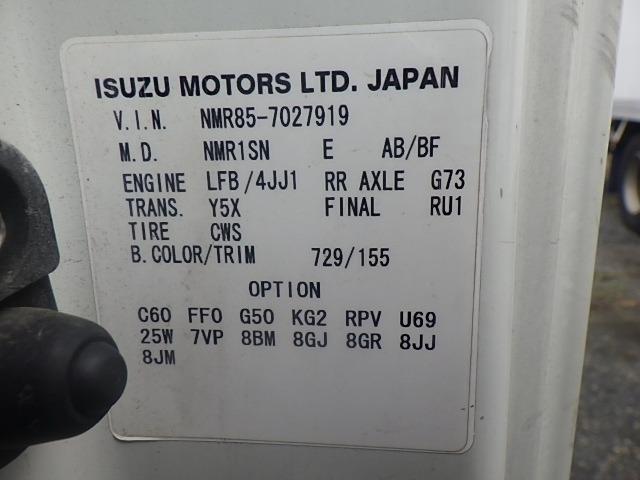 ISUZU MOTORS LTD. JAPAN
V.I.N. NMR85-7027919
M.D. NMR1SN E AB/BF
ENGINE LFB/4JJ1 RR AXLE G73
TRANS. Y5X FINAL RU1
TIRE CWS
B.COLOR/TRIM 729/155
OPTION
C60 FF0 G50 KG2 RPV U69
25W 7VP 8BM 8GJ 8GR 8JJ
8JM